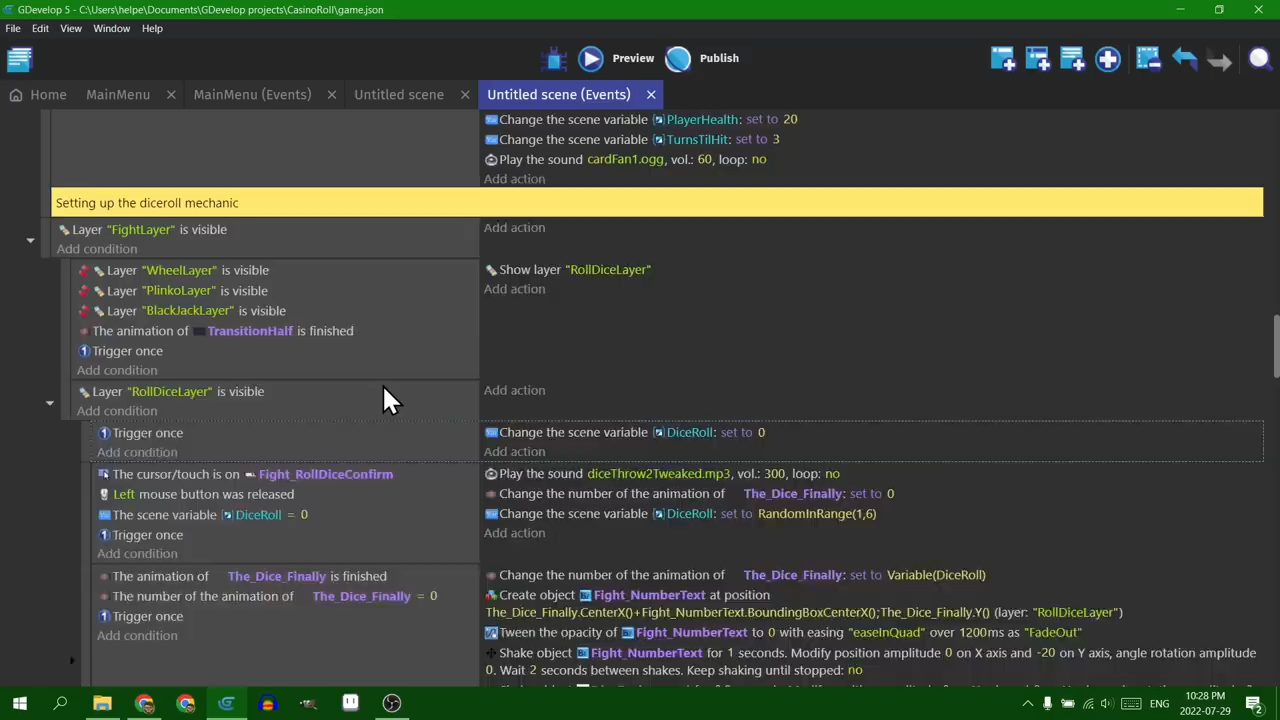 GDevelop 5 - C:\Users\helpe\Documents\GDevelop projects\CasinoRoll\game.json
File Edit View Window Help
Preview Publish
Home MainMenu MainMenu (Events) Untitled scene Untitled scene (Events)
Change the scene variable PlayerHealth: set to 20
Change the scene variable TurnsTilHit: set to 3
Play the sound cardFan1.ogg, vol.: 60, loop: no
Add action
Setting up the diceroll mechanic
Layer "FightLayer" is visible
Add condition
Add action
Layer "WheelLayer" is visible
Layer "PlinkoLayer" is visible
Layer "BlackJackLayer" is visible
The animation of TransitionHalf is finished
Trigger once
Add condition
Show layer "RollDiceLayer"
Add action
Layer "RollDiceLayer" is visible
Add condition
Add action
Trigger once
Add condition
Change the scene variable DiceRoll: set to 0
Add action
The cursor/touch is on Fight_RollDiceConfirm
Left mouse button was released
The scene variable DiceRoll = 0
Trigger once
Add condition
Play the sound diceThrow2Tweaked.mp3, vol.: 300, loop: no
Change the number of the animation of The_Dice_Finally: set to 0
Change the scene variable DiceRoll: set to RandomInRange(1,6)
Add action
The animation of The_Dice_Finally is finished
The number of the animation of The_Dice_Finally = 0
Trigger once
Add condition
Change the number of the animation of The_Dice_Finally: set to Variable(DiceRoll)
Create object Fight_NumberText at position
The_Dice_Finally.CenterX()+Fight_NumberText.BoundingBoxCenterX();The_Dice_Finally.Y() (layer: "RollDiceLayer")
Tween the opacity of Fight_NumberText to 0 with easing "easeInQuad" over 1200ms as "FadeOut"
Shake object Fight_NumberText for 1 seconds. Modify position amplitude 0 on X axis and -20 on Y axis, angle rotation amplitude
0. Wait 2 seconds between shakes. Keep shaking until stopped: no
ENG
10:28 PM
2022-07-29
2